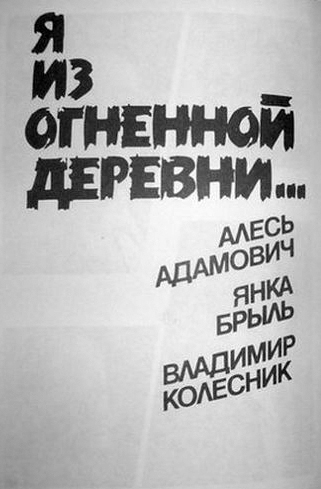 Я
ИЗ
ОГНЕННОЙ
ДЕРЕВНИ...
АЛЕСЬ
АДАМОВИЧ
ЯНКА
БРЫЛЬ
ВЛАДИМИР
КОЛЕСНИК